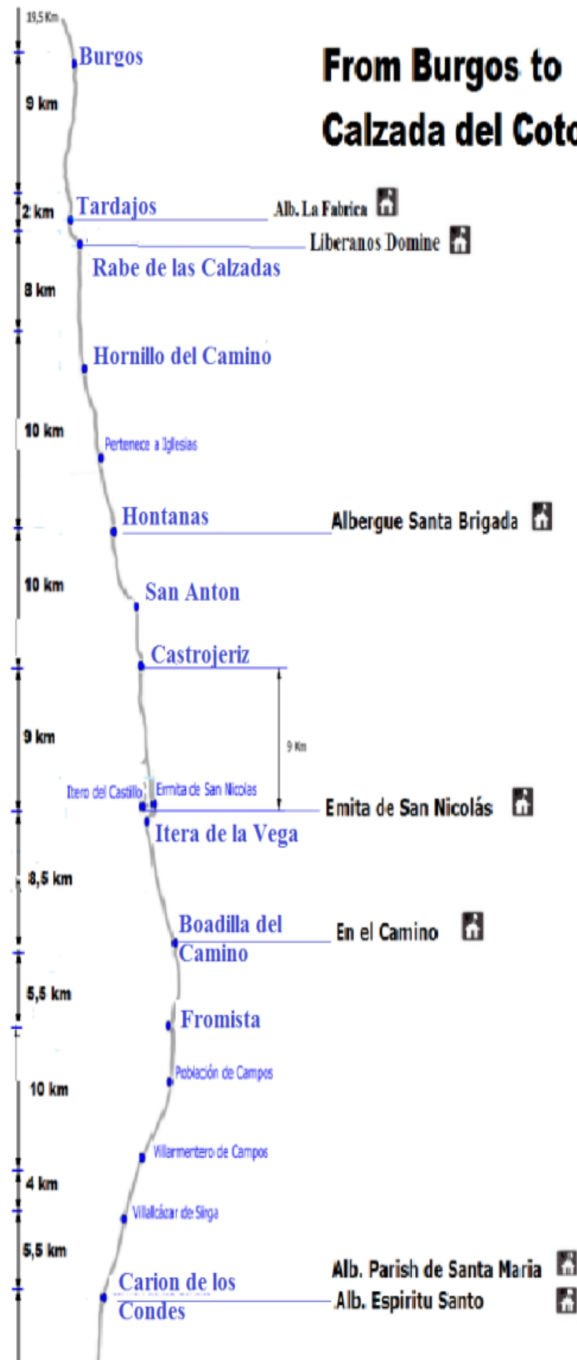 19,5 Km
From Burgos to
Calzada del Coto
Burgos
9 km
Tardajos
Alb. La Fabrica
2 km
Liberanos Domine
Rabe de las Calzadas
8 km
Hornillo del Camino
10 km
Pertenece a Iglesias
Hontanas
Albergue Santa Brigada
10 km
San Anton
Castrojeriz
9 km
9 Km
Itero del Castillo
Ermita de San Nicolas
Emita de San Nicolás
Itera de la Vega
8,5 km
Boadilla del
Camino
En el Camino
5,5 km
Fromista
Población de Campos
10 km
Villarmentero de Campos
4 km
Villalcázar de Sirga
5,5 km
Carion de los
Condes
Alb. Parish de Santa Maria
Alb. Espiritu Santo